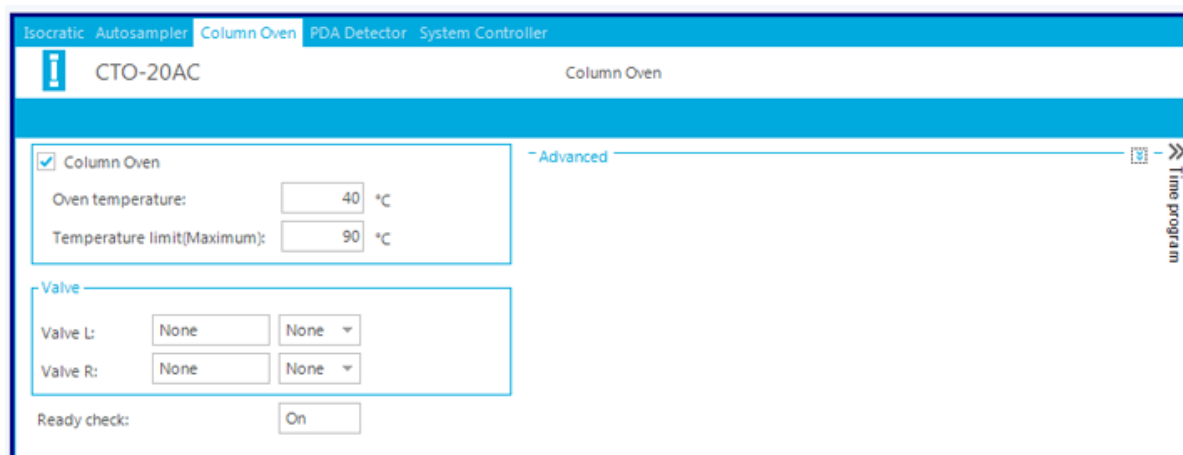 Isocratic Autosampler Column Oven PDA Detector System Controller
CTO-20AC Column Oven
Column Oven
Oven temperature: 40 °C
Temperature limit(Maximum): 90 °C
Valve
Valve L: None None
Valve R: None None
Ready check: On
Advanced
Time program